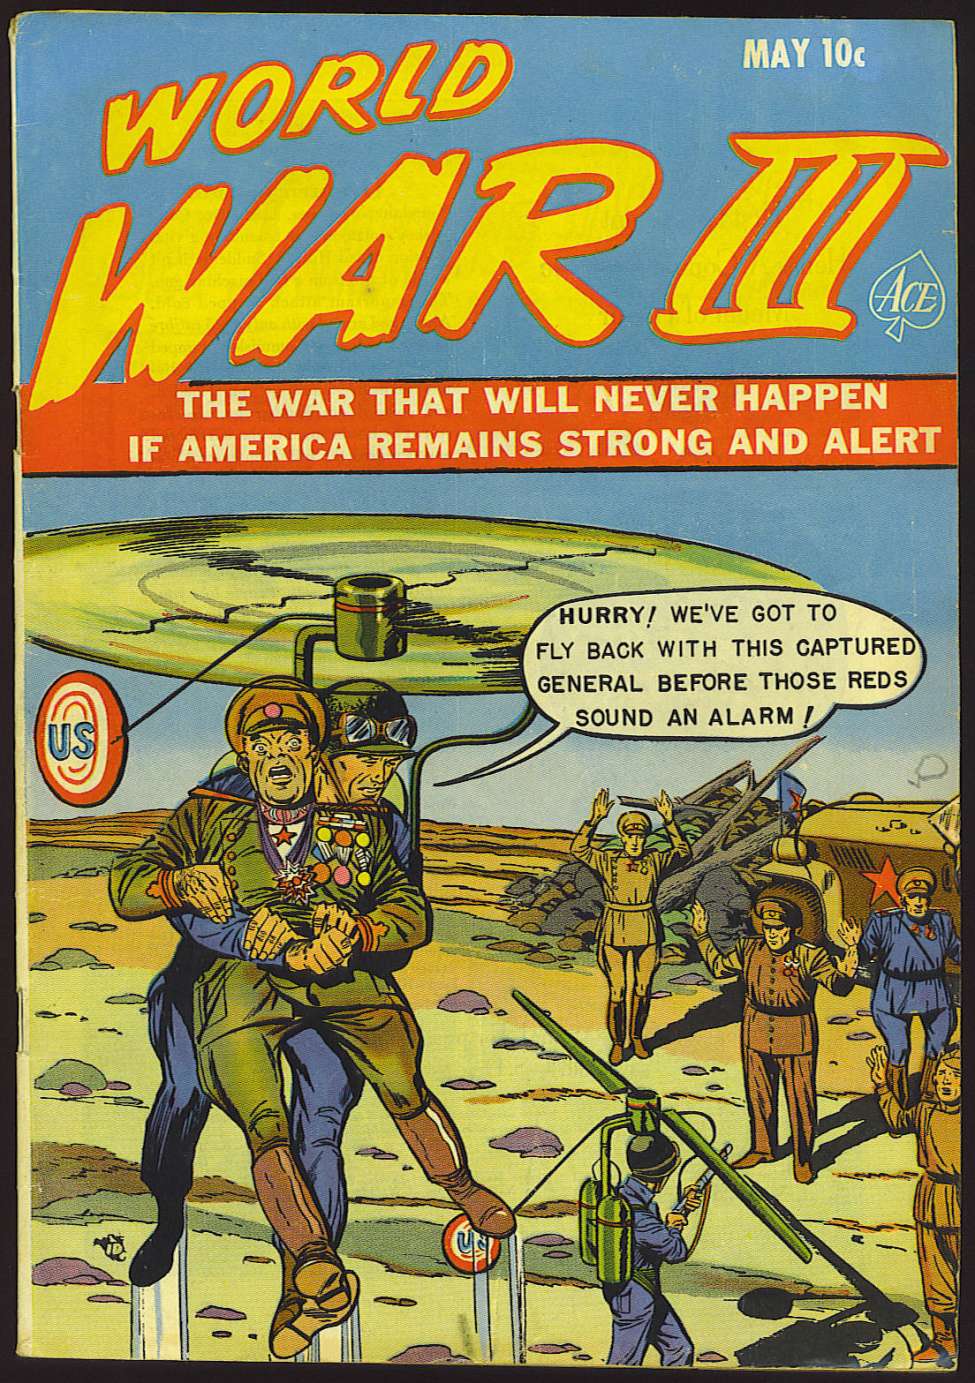 MAY 10c
WORLD
WAR III
ACE
THE WAR THAT WILL NEVER HAPPEN
IF AMERICA REMAINS STRONG AND ALERT
HURRY! WE'VE GOT TO
FLY BACK WITH THIS CAPTURED
GENERAL BEFORE THOSE REDS
SOUND AN ALARM!
US
US